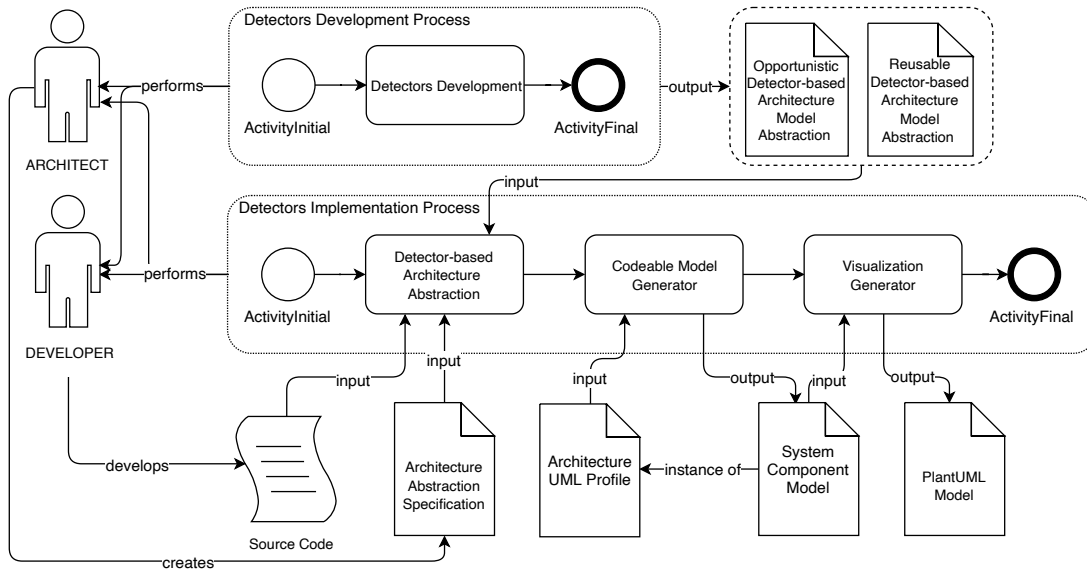 Detectors Development Process
Detectors Development
ActivityInitial
ActivityFinal
performs
output
Opportunistic
Detector-based
Architecture
Model
Abstraction
Reusable
Detector-based
Architecture
Model
Abstraction
ARCHITECT
input
Detectors Implementation Process
Detector-based
Architecture
Abstraction
Codeable Model
Generator
Visualization
Generator
performs
ActivityInitial
ActivityFinal
DEVELOPER
input
input
input
output
input
output
develops
Architecture
Abstraction
Specification
Architecture
UML Profile
instance of
System
Component
Model
PlantUML
Model
Source Code
creates